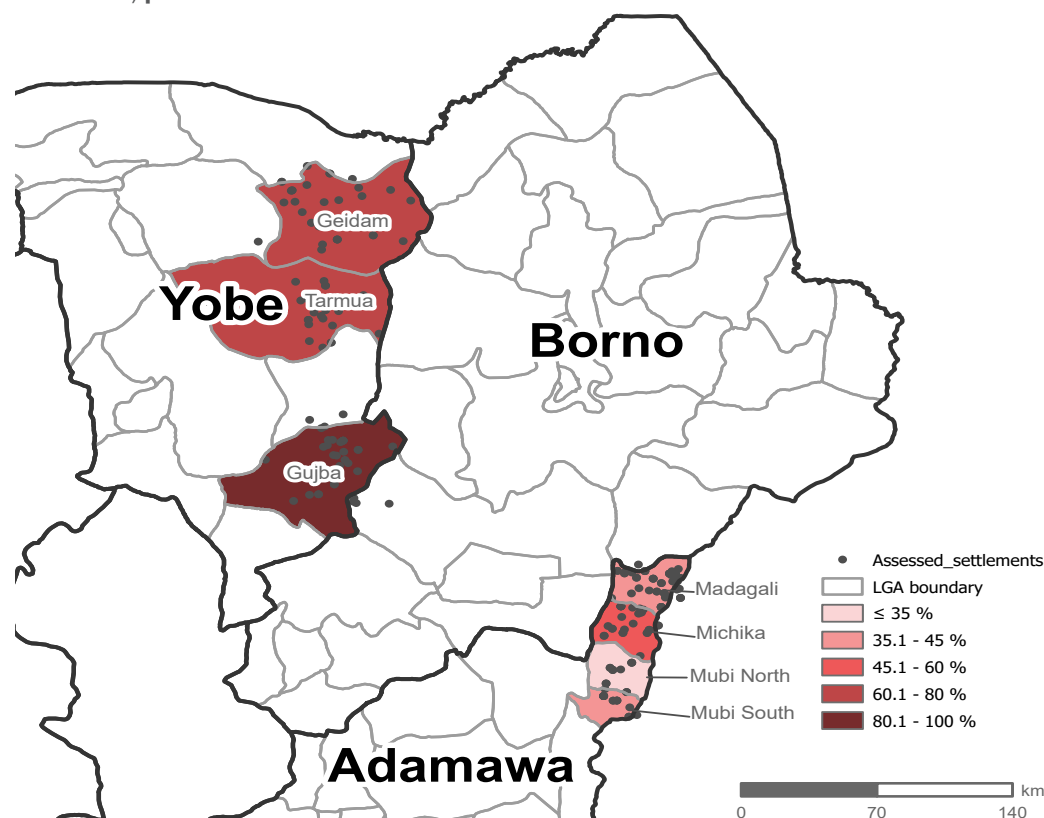 Geidam
Tarmua
Yobe
Borno
Gujba
Assessed_settlements
LGA boundary
≤ 35 %
35.1 - 45 %
45.1 - 60 %
60.1 - 80 %
80.1 - 100 %
Madagali
Michika
Mubi North
Mubi South
Adamawa
km
0 70 140